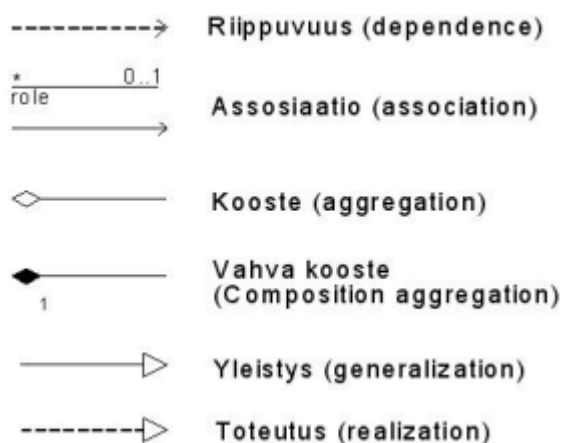 Riippuvuus (dependence)
* 0..1
role
Assosiaatio (association)
Kooste (aggregation)
Vahva kooste
(Composition aggregation)
1
Yleistys (generalization)
Toteutus (realization)